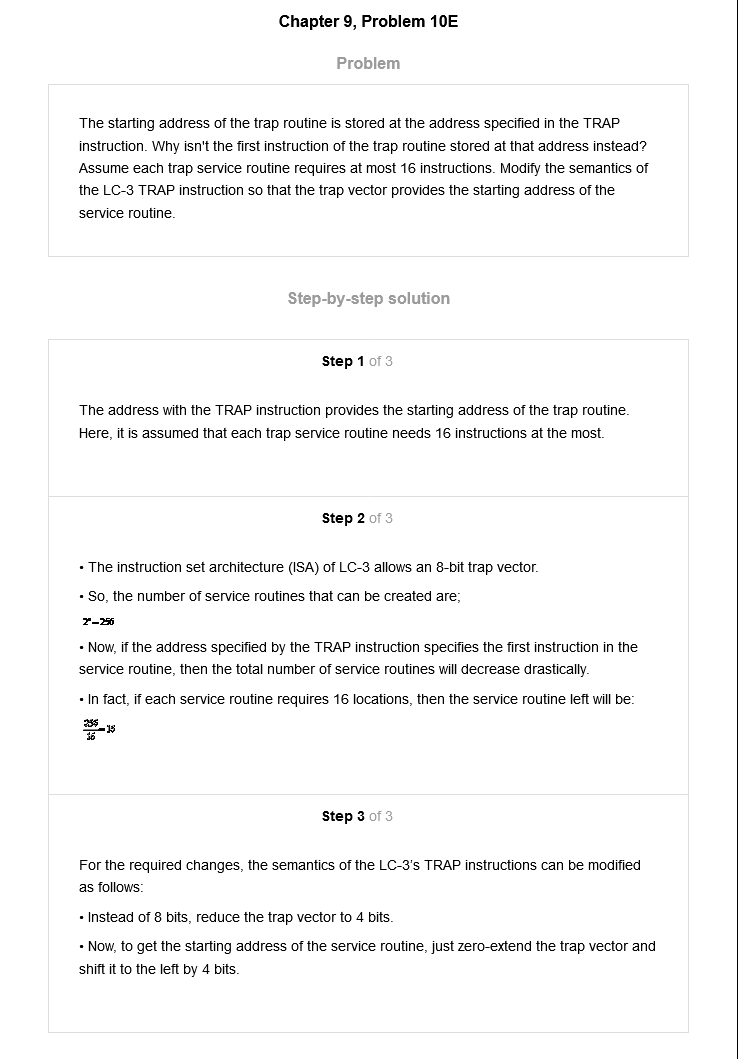 Chapter 9, Problem 10E
Problem
The starting address of the trap routine is stored at the address specified in the TRAP
instruction. Why isn't the first instruction of the trap routine stored at that address instead?
Assume each trap service routine requires at most 16 instructions. Modify the semantics of
the LC-3 TRAP instruction so that the trap vector provides the starting address of the
service routine.
Step-by-step solution
Step 1 of 3
The address with the TRAP instruction provides the starting address of the trap routine.
Here, it is assumed that each trap service routine needs 16 instructions at the most.
Step 2 of 3
• The instruction set architecture (ISA) of LC-3 allows an 8-bit trap vector.
• So, the number of service routines that can be created are;
2⁸=256
• Now, if the address specified by the TRAP instruction specifies the first instruction in the
service routine, then the total number of service routines will decrease drastically.
• In fact, if each service routine requires 16 locations, then the service routine left will be:
256/16=16
Step 3 of 3
For the required changes, the semantics of the LC-3's TRAP instructions can be modified
as follows:
• Instead of 8 bits, reduce the trap vector to 4 bits.
• Now, to get the starting address of the service routine, just zero-extend the trap vector and
shift it to the left by 4 bits.